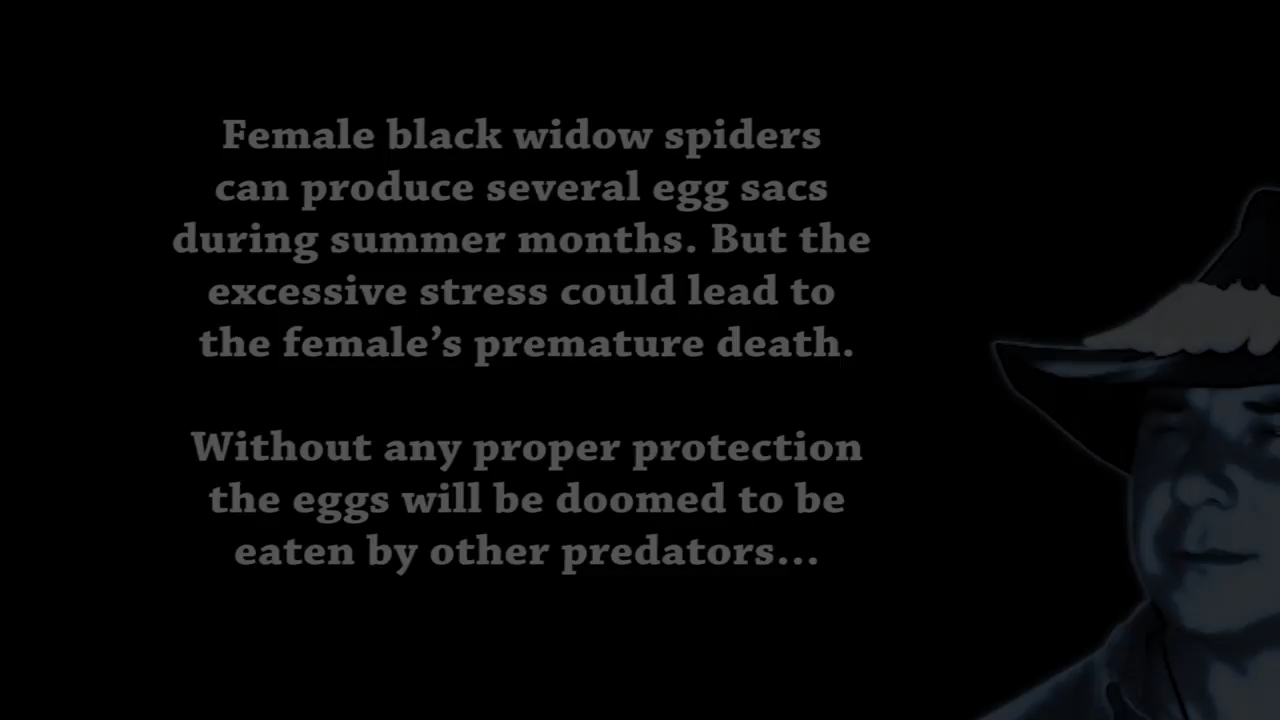 Female black widow spiders
can produce several egg sacs
during summer months. But the
excessive stress could lead to
the female’s premature death.
Without any proper protection
the eggs will be doomed to be
eaten by other predators...